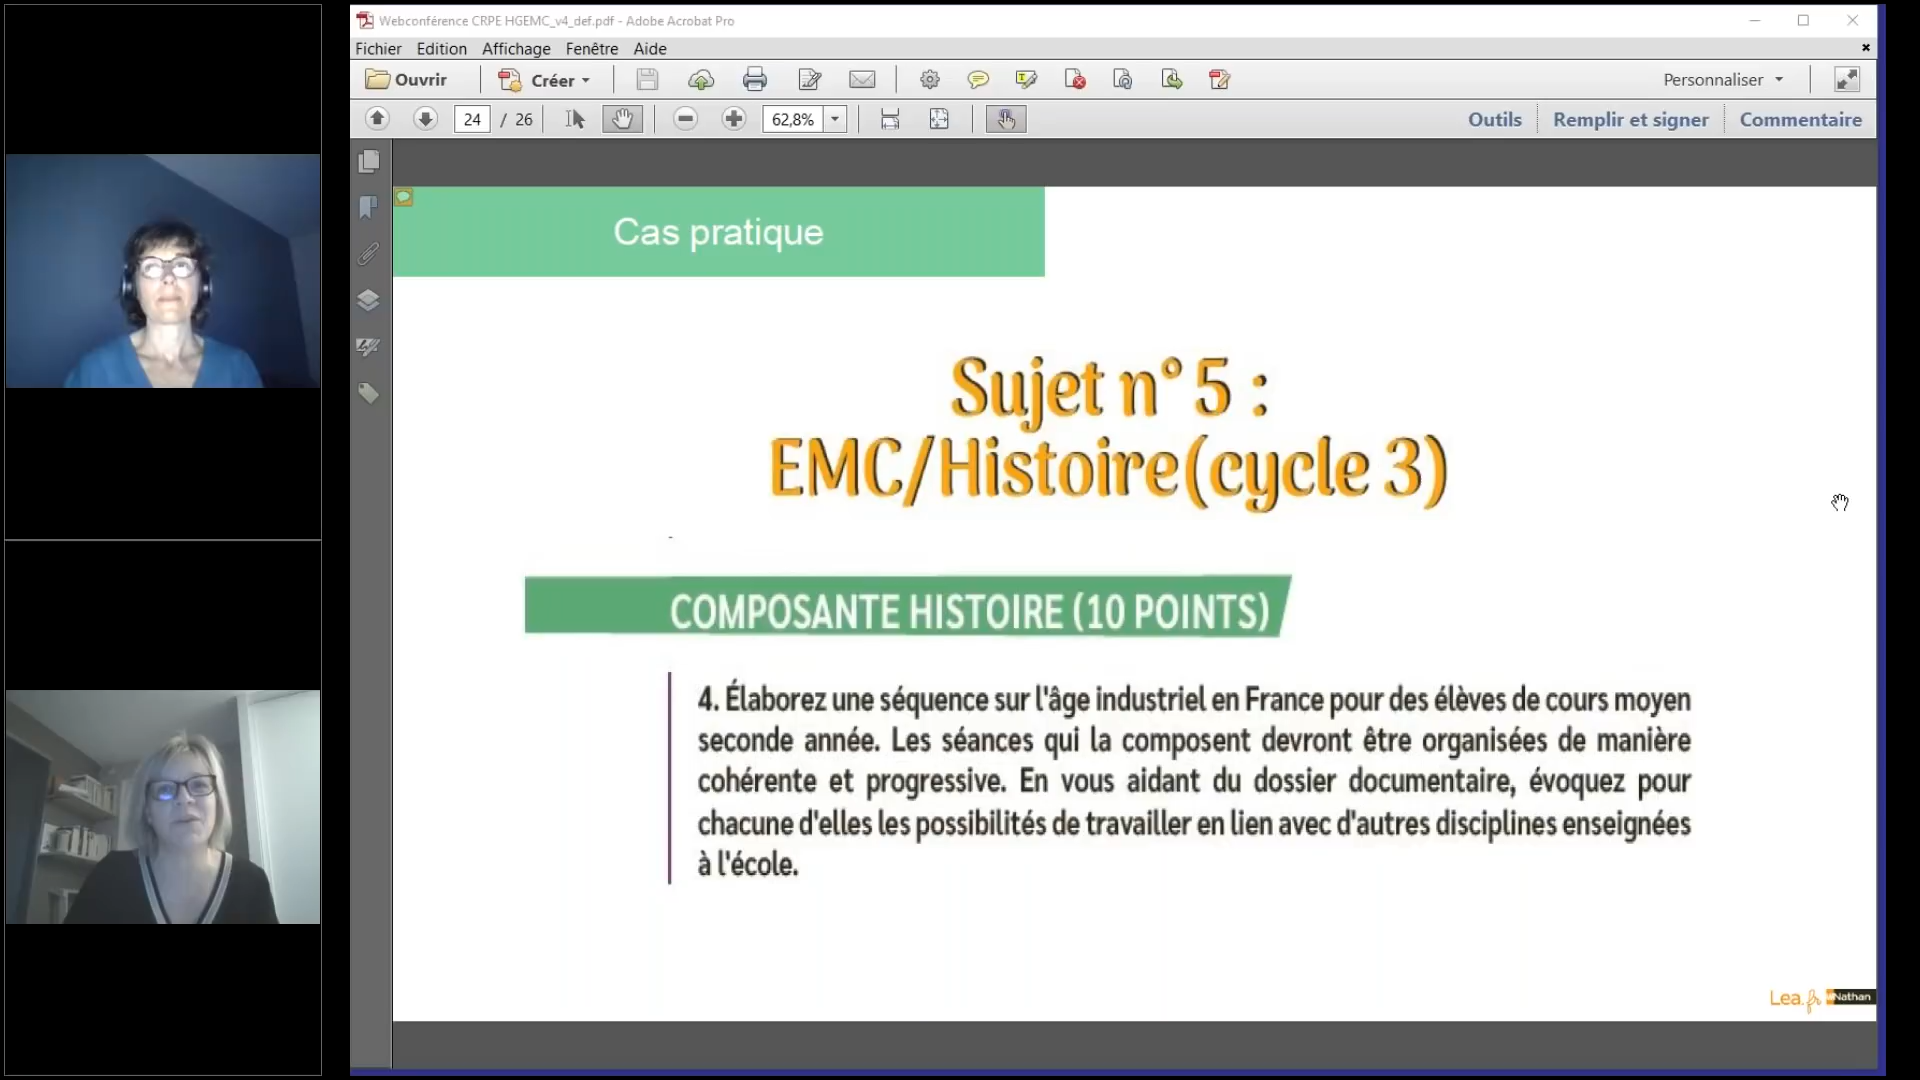 Webconférence CRPE HGEMC_v4_def.pdf - Adobe Acrobat Pro
Fichier Edition Affichage Fenêtre Aide
Ouvrir Créer Personnaliser
24 / 26 62,8% Outils Remplir et signer Commentaire
Cas pratique
Sujet n° 5 :
EMC/Histoire(cycle 3)
COMPOSANTE HISTOIRE (10 POINTS)
4. Élaborez une séquence sur l'âge industriel en France pour des élèves de cours moyen
seconde année. Les séances qui la composent devront être organisées de manière
cohérente et progressive. En vous aidant du dossier documentaire, évoquez pour
chacune d'elles les possibilités de travailler en lien avec d'autres disciplines enseignées
à l'école.
Lea.fr Nathan